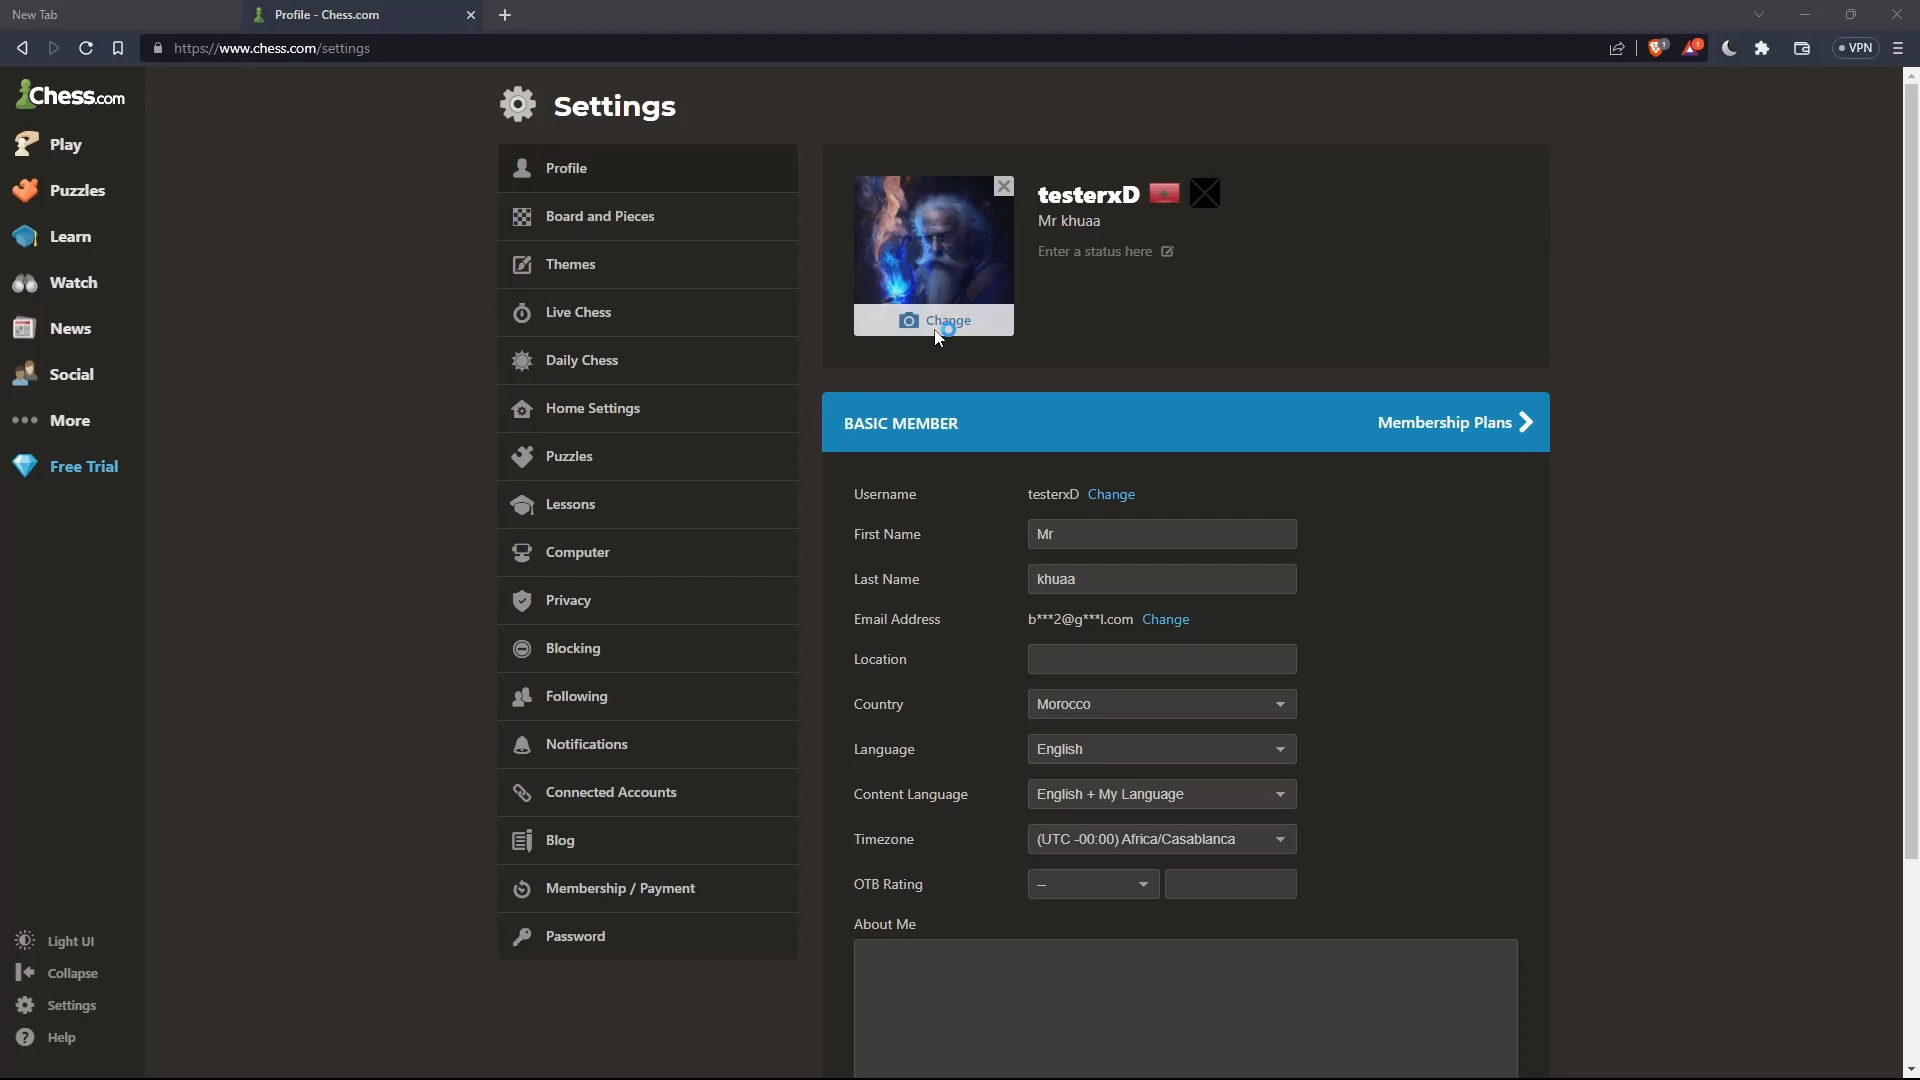 New Tab
Profile - Chess.com
https://www.chess.com/settings
1
1
VPN
Chess.com
Play
Puzzles
Learn
Watch
News
Social
More
Free Trial
Light UI
Collapse
Settings
Help
Settings
Profile
Board and Pieces
Themes
Live Chess
Daily Chess
Home Settings
Puzzles
Lessons
Computer
Privacy
Blocking
Following
Notifications
Connected Accounts
Blog
Membership / Payment
Password
Change
testerxD
Mr khuaa
Enter a status here
BASIC MEMBER
Membership Plans
Username testerxD Change
First Name Mr
Last Name khuaa
Email Address b***2@g***l.com Change
Location
Country Morocco
Language English
Content Language English + My Language
Timezone (UTC -00:00) Africa/Casablanca
OTB Rating –
About Me